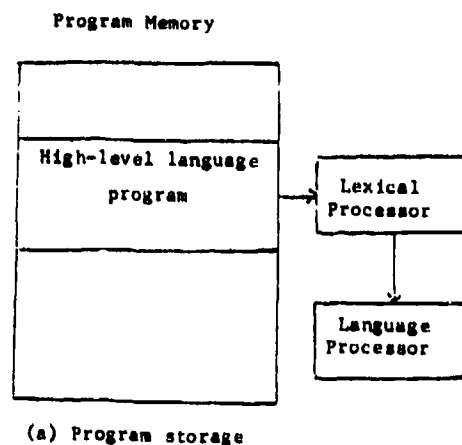 Program Memory
High-level language
program
Lexical
Processor
Language
Processor
(a) Program storage